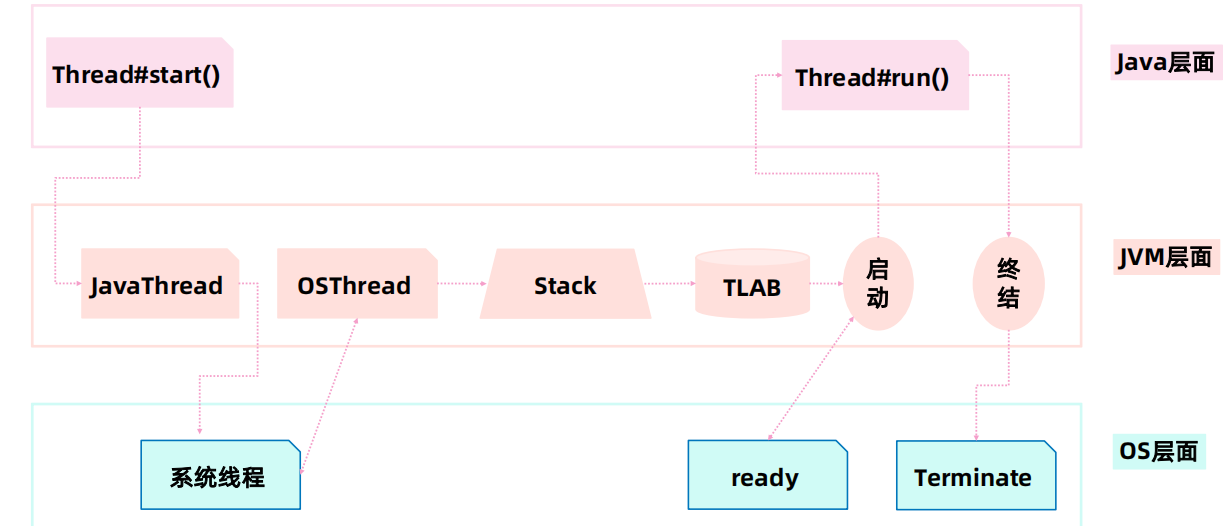 Thread#start()
Thread#run()
Java层面
JavaThread
OSThread
Stack
TLAB
启
动
终
结
JVM层面
系统线程
ready
Terminate
OS层面